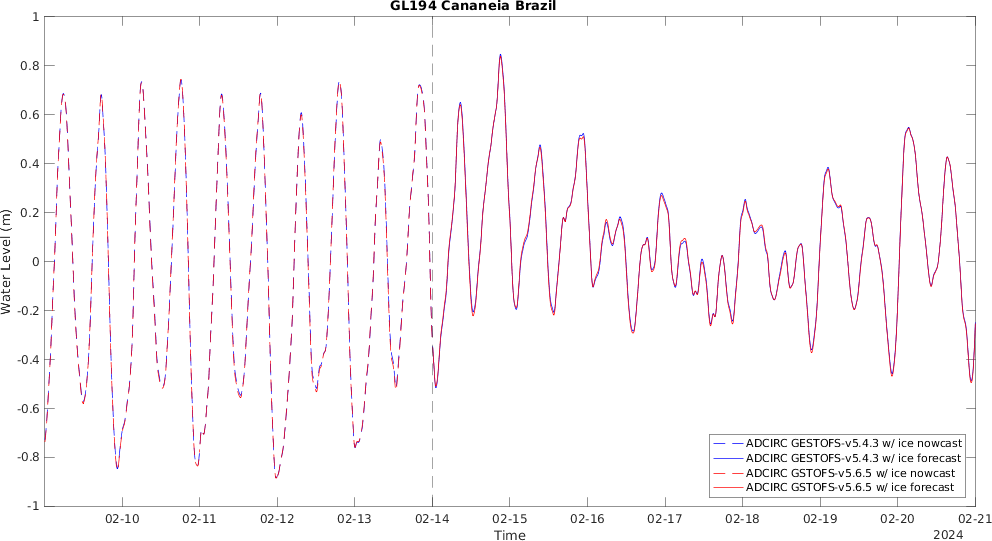 GL194 Cananeia Brazil
1
0.8
0.6
0.4
0.2
0
-0.2
-0.4
-0.6
-0.8
-1
Water Level (m)
ADCIRC GESTOFS-v5.4.3 w/ ice nowcast
ADCIRC GESTOFS-v5.4.3 w/ ice forecast
ADCIRC GSTOFS-v5.6.5 w/ ice nowcast
ADCIRC GSTOFS-v5.6.5 w/ ice forecast
02-10 02-11 02-12 02-13 02-14 02-15 02-16 02-17 02-18 02-19 02-20 02-21
Time
2024